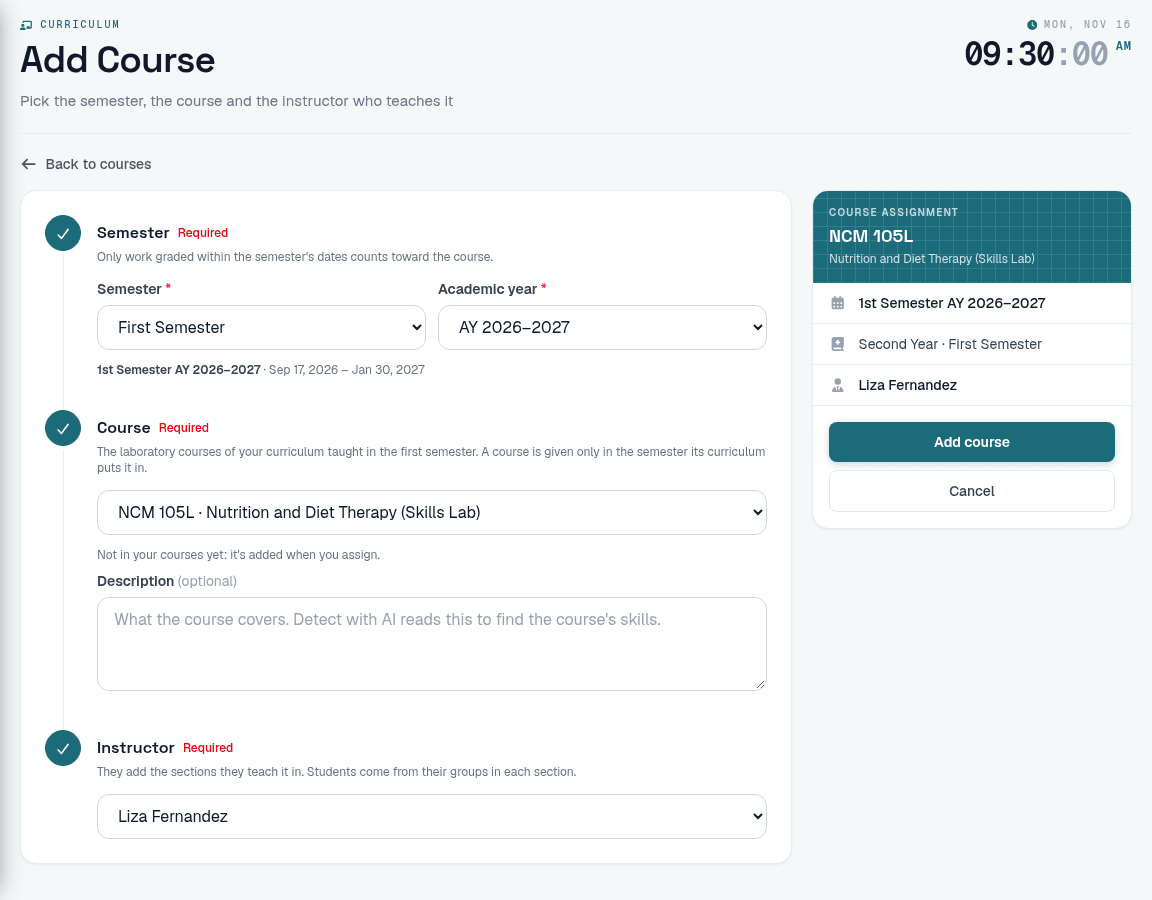 CURRICULUM
Add Course
Pick the semester, the course and the instructor who teaches it
MON, NOV 16
09:30:00 AM
Back to courses
Semester Required
Only work graded within the semester's dates counts toward the course.
Semester *
Academic year *
First Semester
AY 2026–2027
1st Semester AY 2026–2027 · Sep 17, 2026 – Jan 30, 2027
Course Required
The laboratory courses of your curriculum taught in the first semester. A course is given only in the semester its curriculum
puts it in.
NCM 105L · Nutrition and Diet Therapy (Skills Lab)
Not in your courses yet: it's added when you assign.
Description (optional)
What the course covers. Detect with AI reads this to find the course's skills.
Instructor Required
They add the sections they teach it in. Students come from their groups in each section.
Liza Fernandez
COURSE ASSIGNMENT
NCM 105L
Nutrition and Diet Therapy (Skills Lab)
1st Semester AY 2026–2027
Second Year · First Semester
Liza Fernandez
Add course
Cancel